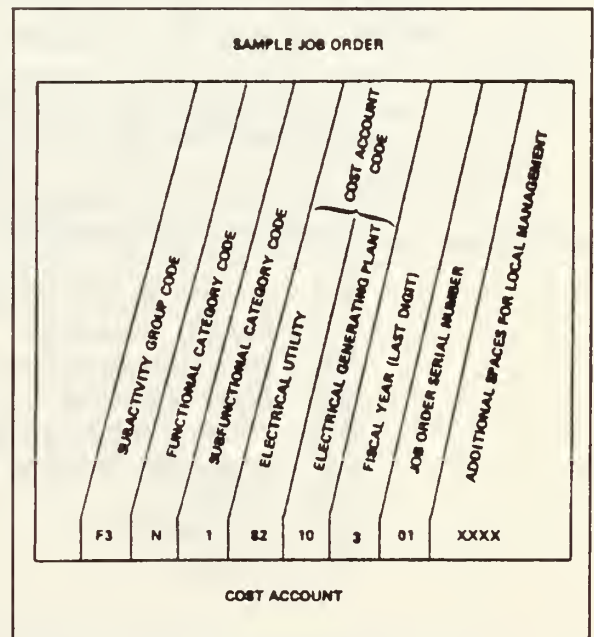 SAMPLE JOB ORDER
SUBACTIVITY GROUP CODE
FUNCTIONAL CATEGORY CODE
SUBFUNCTIONAL CATEGORY CODE
ELECTRICAL UTILITY
COST ACCOUNT
CODE
ELECTRICAL GENERATING PLANT
FISCAL YEAR (LAST DIGIT)
JOB ORDER SERIAL NUMBER
ADDITIONAL SPACES FOR LOCAL MANAGEMENT
F3 N 1 82 10 3 01 XXXX
COST ACCOUNT